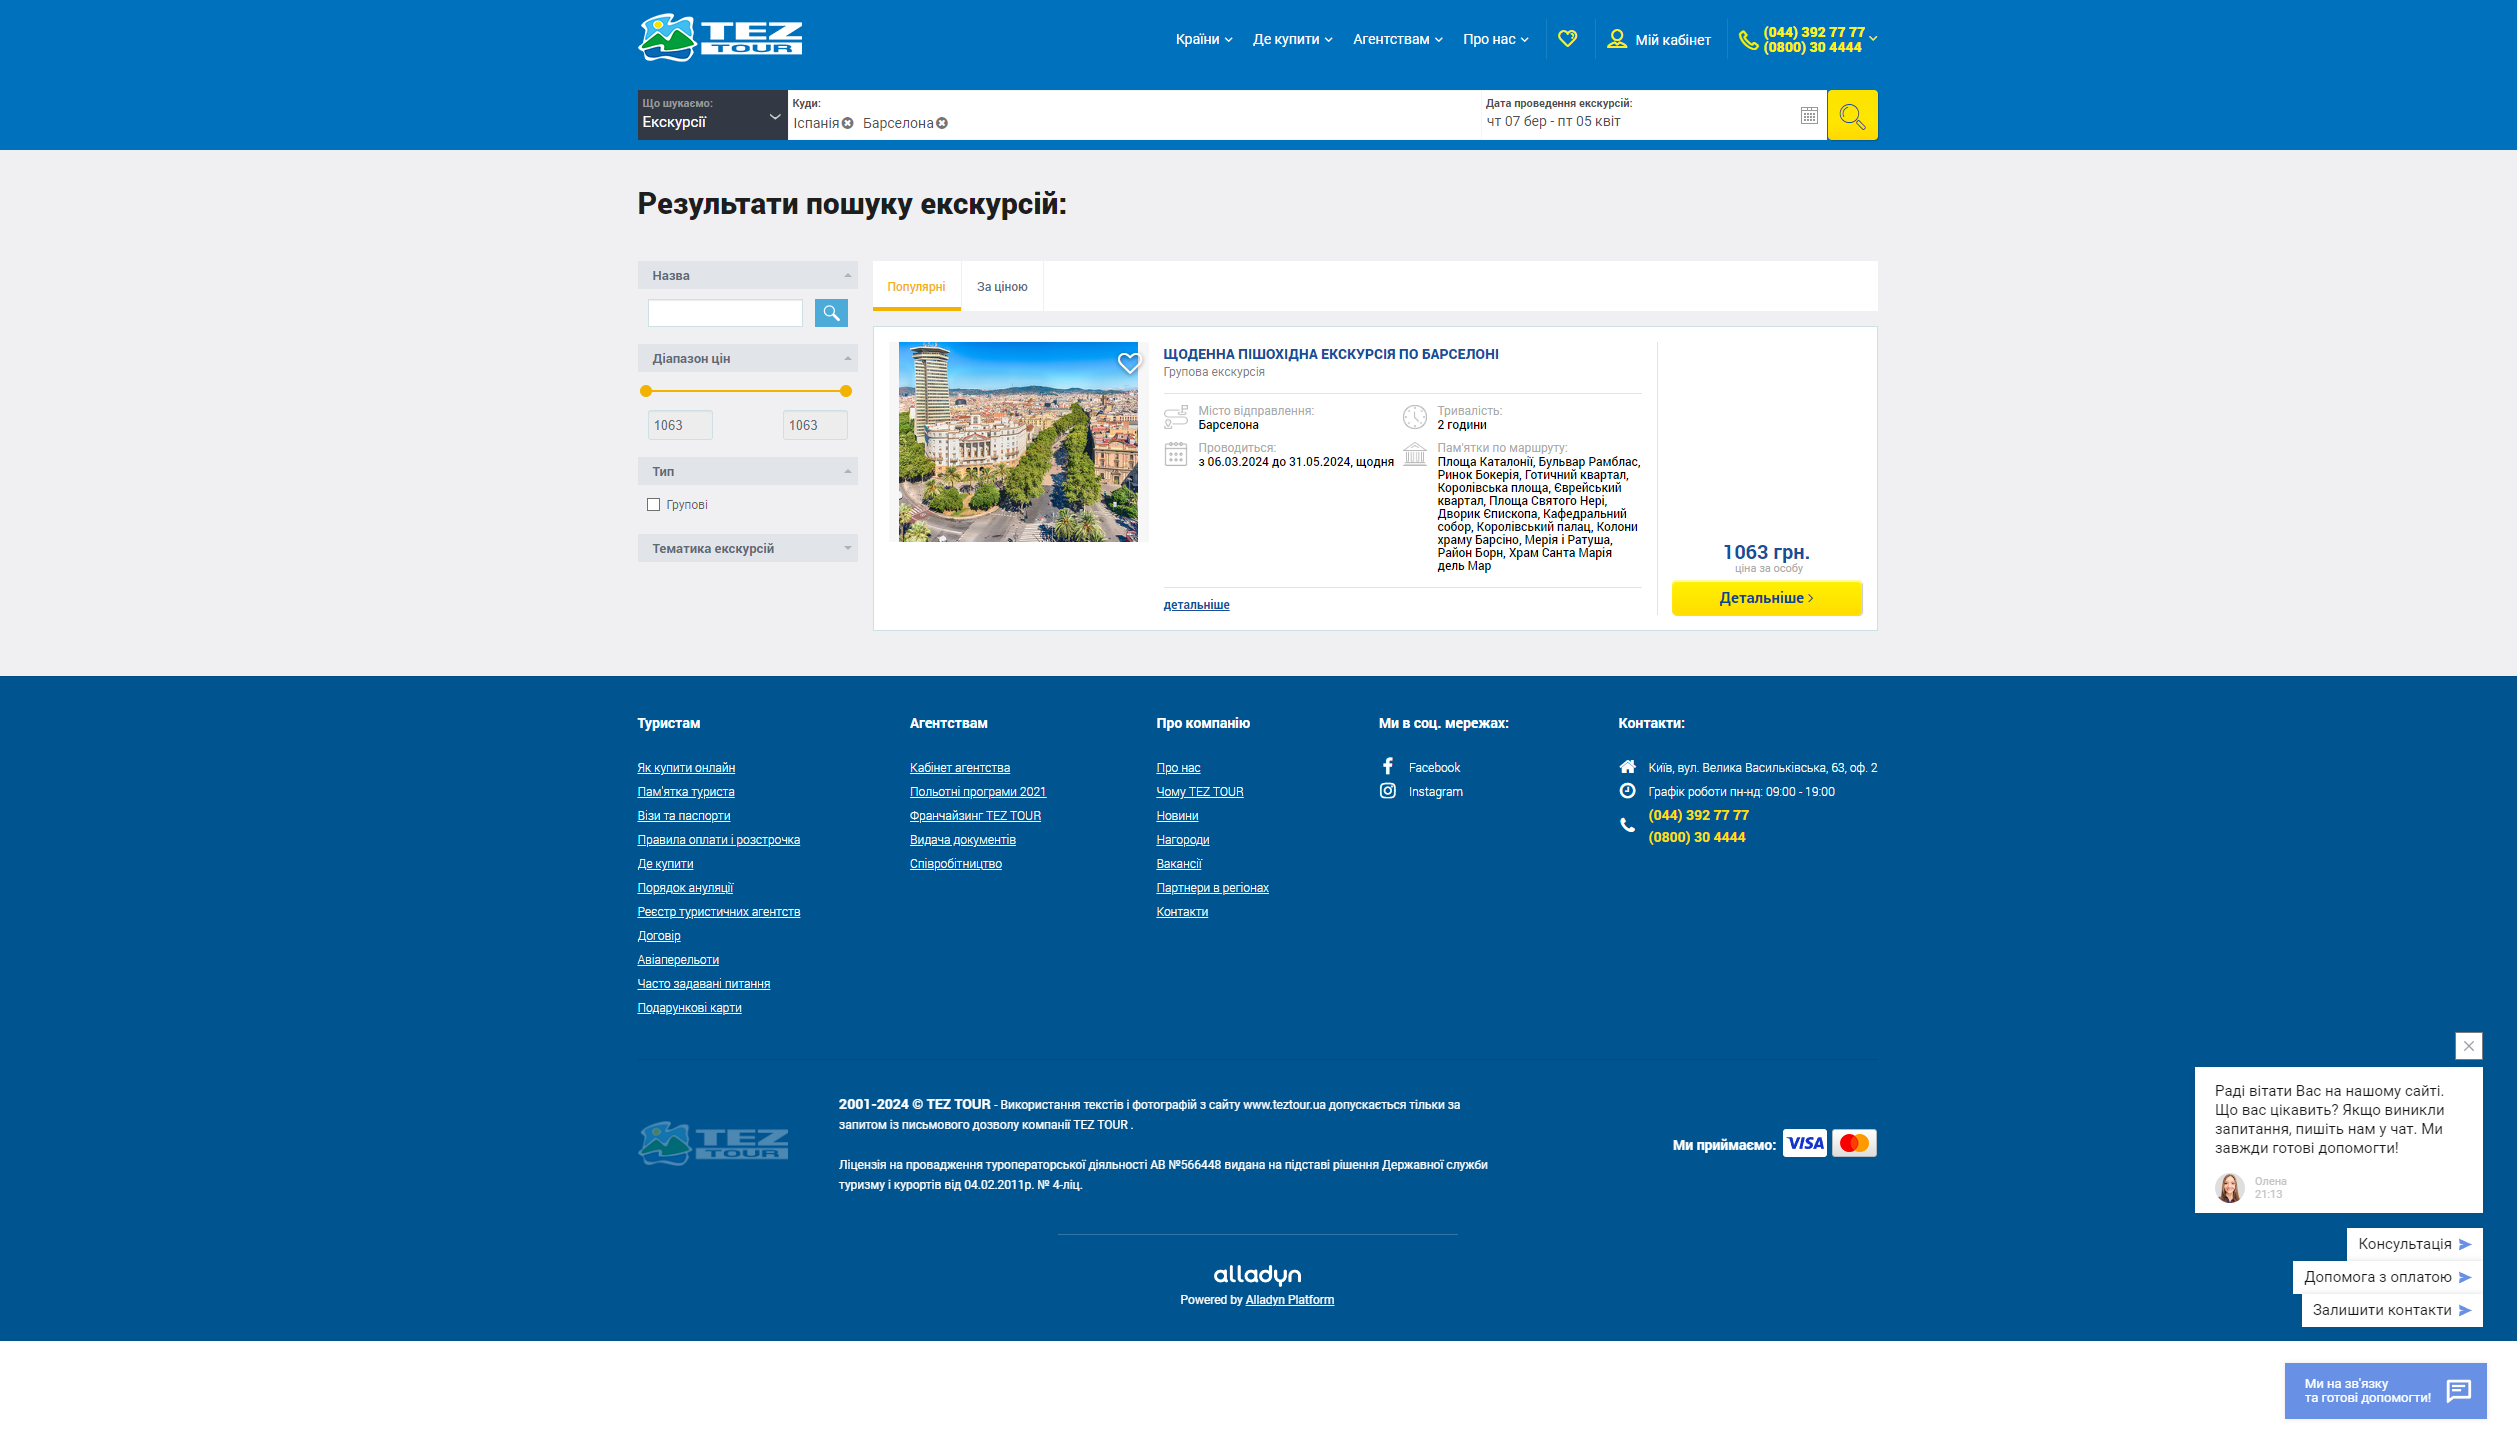 TEZ TOUR
Країни
Де купити
Агентствам
Про нас
Мій кабінет
(044) 392 77 77
(0800) 30 4444
Що шукаємо:
Екскурсії
Куди:
Іспанія Барселона
Дата проведення екскурсій:
чт 07 бер - пт 05 квіт
Результати пошуку екскурсій:
Назва
Діапазон цін
1063 1063
Тип
Групові
Тематика екскурсій
Популярні За ціною
ЩОДЕННА ПІШОХІДНА ЕКСКУРСІЯ ПО БАРСЕЛОНІ
Групова екскурсія
Місто відправлення:
Барселона
Проводиться:
з 06.03.2024 до 31.05.2024, щодня
Тривалість:
2 години
Пам'ятки по маршруту:
Площа Каталонії, Бульвар Рамблас,
Ринок Бокерія, Готичний квартал,
Королівська площа, Єврейський
квартал, Площа Святого Нері,
Дворик Єпископа, Кафедральний
собор, Королівський палац, Колони
храму Барсіно, Мерія і Ратуша,
Район Борн, Храм Санта Марія
дель Мар
детальніше
1063 грн.
ціна за особу
Детальніше
Туристам
Як купити онлайн
Пам'ятка туриста
Візи та паспорти
Правила оплати і розстрочка
Де купити
Порядок ануляції
Реєстр туристичних агентств
Договір
Авіаперельоти
Часто задавані питання
Подарункові карти
Агентствам
Кабінет агентства
Польотні програми 2021
Франчайзинг TEZ TOUR
Видача документів
Співробітництво
Про компанію
Про нас
Чому TEZ TOUR
Новини
Нагороди
Вакансії
Партнери в регіонах
Контакти
Ми в соц. мережах:
Facebook
Instagram
Контакти:
Київ, вул. Велика Васильківська, 63, оф. 2
Графік роботи пн-нд: 09:00 - 19:00
(044) 392 77 77
(0800) 30 4444
TEZ TOUR
2001-2024 © TEZ TOUR - Використання текстів і фотографій з сайту www.teztour.ua допускається тільки за
запитом із письмового дозволу компанії TEZ TOUR .
Ліцензія на провадження туроператорської діяльності АВ №566448 видана на підставі рішення Державної служби
туризму і курортів від 04.02.2011р. № 4-ліц.
Ми приймаємо: VISA
alladyn
Powered by Alladyn Platform
Раді вітати Вас на нашому сайті.
Що вас цікавить? Якщо виникли
запитання, пишіть нам у чат. Ми
завжди готові допомогти!
Олена
21:13
Консультація
Допомога з оплатою
Залишити контакти
Ми на зв'язку
та готові допомогти!